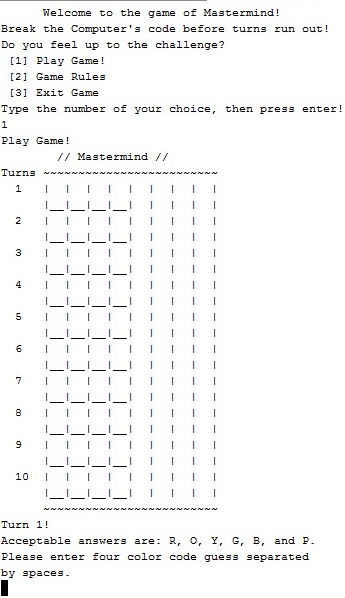 Welcome to the game of Mastermind!
Break the Computer's code before turns run out!
Do you feel up to the challenge?
[1] Play Game!
[2] Game Rules
[3] Exit Game
Type the number of your choice, then press enter!
1
Play Game!
// Mastermind //
Turns ~~~~~~~~~~~~~~~~~~~~~~~~~
1 | | | | | | | | |
|__|__|__|__| | | | |
2 | | | | | | | | |
|__|__|__|__| | | | |
3 | | | | | | | | |
|__|__|__|__| | | | |
4 | | | | | | | | |
|__|__|__|__| | | | |
5 | | | | | | | | |
|__|__|__|__| | | | |
6 | | | | | | | | |
|__|__|__|__| | | | |
7 | | | | | | | | |
|__|__|__|__| | | | |
8 | | | | | | | | |
|__|__|__|__| | | | |
9 | | | | | | | | |
|__|__|__|__| | | | |
10 | | | | | | | | |
|__|__|__|__| | | | |
~~~~~~~~~~~~~~~~~~~~~~~~~
Turn 1!
Acceptable answers are: R, O, Y, G, B, and P.
Please enter four color code guess separated
by spaces.